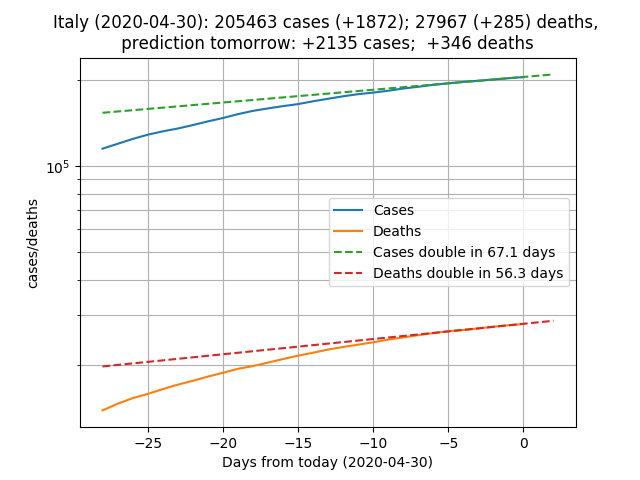 Italy (2020-04-30): 205463 cases (+1872); 27967 (+285) deaths,
prediction tomorrow: +2135 cases;  +346 deaths
10⁵
cases/deaths
Cases
Deaths
Cases double in 67.1 days
Deaths double in 56.3 days
−25 −20 −15 −10 −5 0
Days from today (2020-04-30)